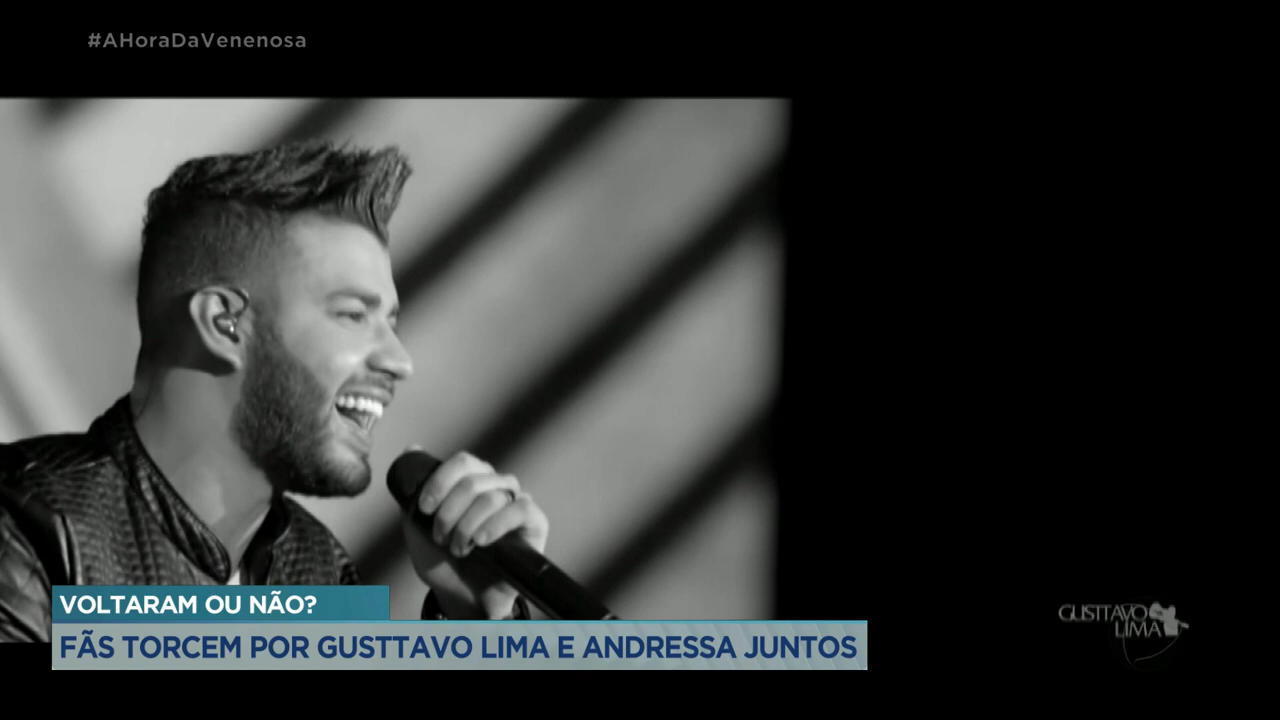 #AHoraDaVenenosa
VOLTARAM OU NÃO?
FÃS TORCEM POR GUSTTAVO LIMA E ANDRESSA JUNTOS
GUSTTAVO
LIMA